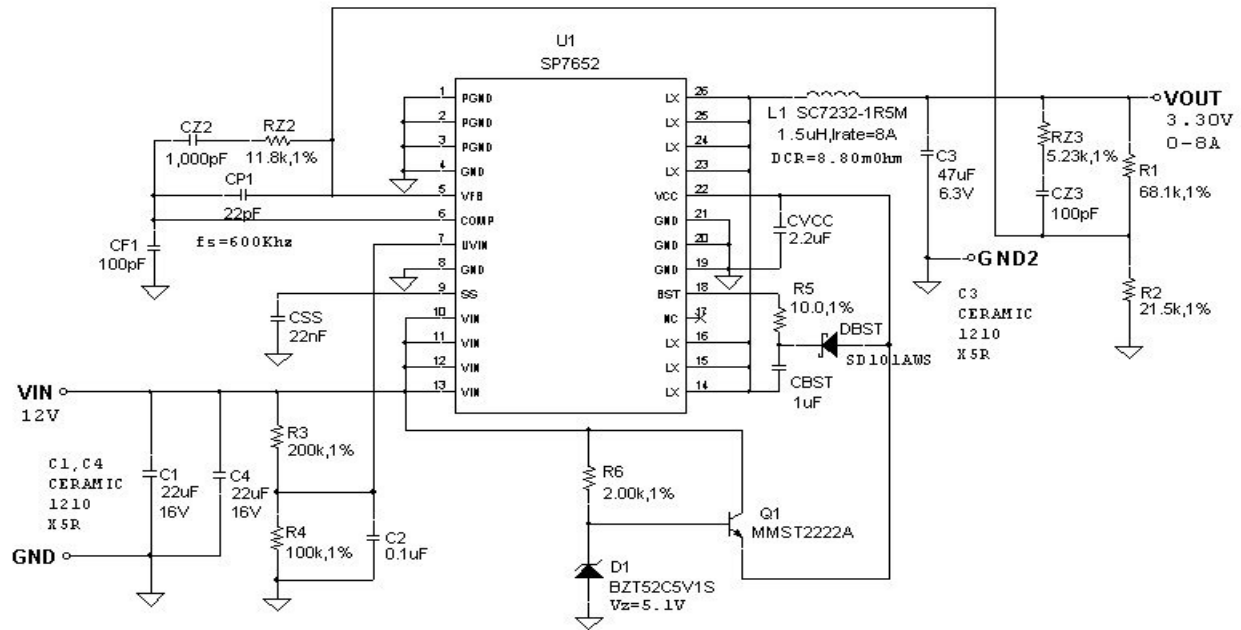 U1
SP7652
1 PGND
2 PGND
3 PGND
4 GND
5 VFB
6 COMP
7 UVIN
8 GND
9 SS
10 VIN
11 VIN
12 VIN
13 VIN
LX 26
LX 25
LX 24
LX 23
VCC 22
GND 21
GND 20
GND 19
BST 18
NC 17
LX 16
LX 15
LX 14
CZ2
1,000pF
RZ2
11.8k,1%
CP1
22pF
CF1
100pF
fs=600Khz
CSS
22nF
VIN
12V
C1,C4
CERAMIC
1210
X5R
GND
C1
22uF
16V
C4
22uF
16V
R3
200k,1%
R4
100k,1%
C2
0.1uF
L1 SC7232-1R5M
1.5uH,Irate=8A
DCR=8.80mOhm
CVCC
2.2uF
R5
10.0,1%
DBST
SD101AWS
CBST
1uF
C3
47uF
6.3V
RZ3
5.23k,1%
CZ3
100pF
VOUT
3.30V
0-8A
R1
68.1k,1%
GND2
C3
CERAMIC
1210
X5R
R2
21.5k,1%
R6
2.00k,1%
Q1
MMST2222A
D1
BZT52C5V1S
Vz=5.1V